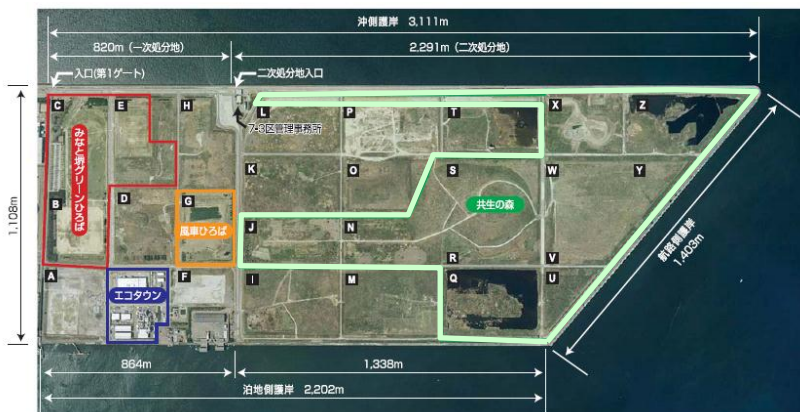 沖側護岸 3,111m
820m（一次処分地）
2,291m（二次処分地）
入口(第1ゲート)
二次処分地入口
C
E
H
L
P
T
X
Z
7-3区管理事務所
みなと堺グリーンひろば
K
O
S
W
Y
1,108m
B
D
G
共生の森
J
N
風車ひろば
航路側護岸
1,403m
R
V
A
エコタウン
F
I
M
Q
U
864m
1,338m
泊地側護岸 2,202m